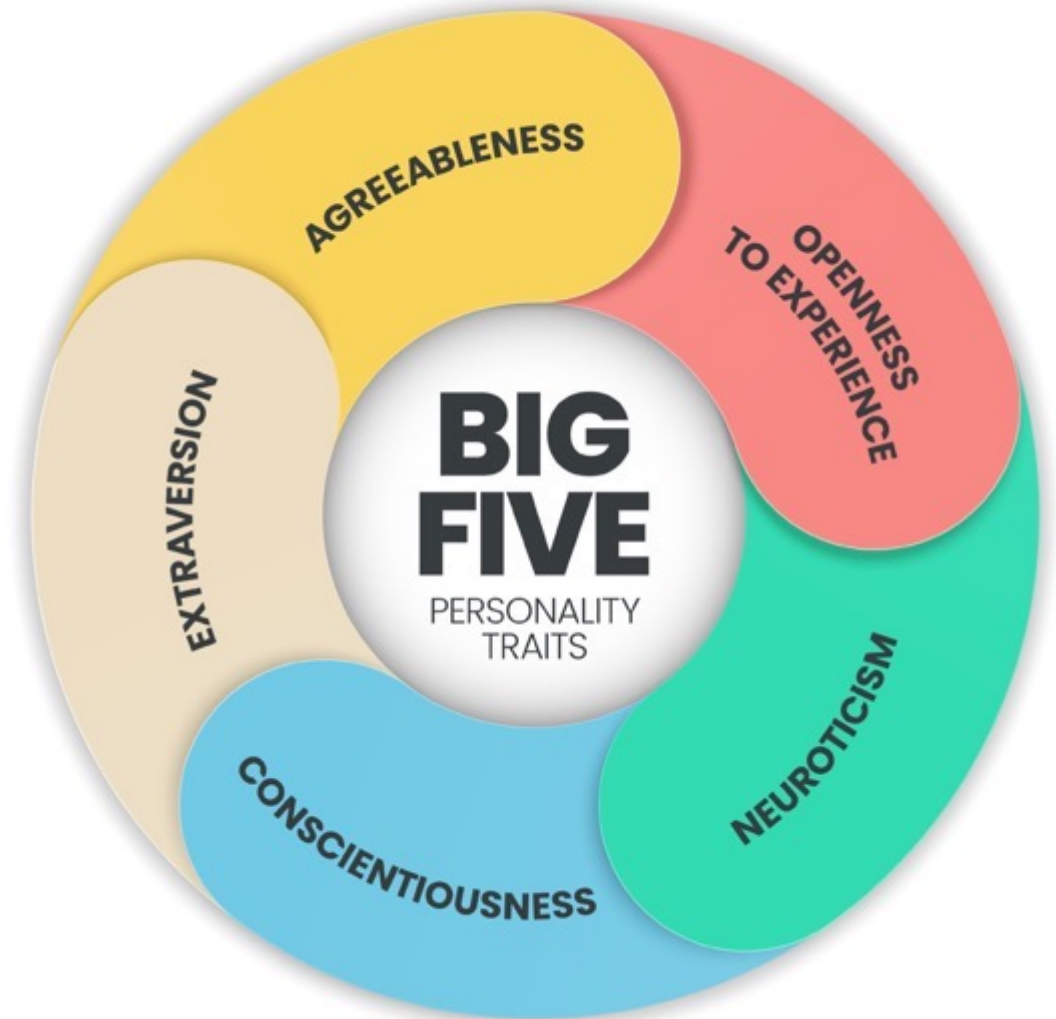 BIG
FIVE
PERSONALITY
TRAITS
AGREEABLENESS
OPENNESS
TO EXPERIENCE
NEUROTICISM
CONSCIENTIOUSNESS
EXTRAVERSION